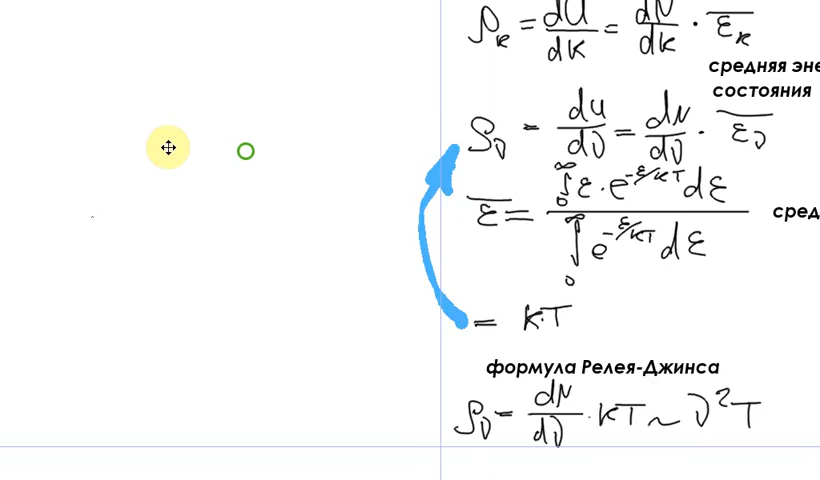 ρ_k = dU/dk = dN/dk · ε̅_k
средняя эне
состояния
ρ_ν = du/dν = dN/dν · ε̅_ν
ε̅ = ∫₀^∞ ε · e^(-ε/kT) dε / ∫₀^∞ e^(-ε/kT) dε
сред
= kT
формула Релея-Джинса
ρ_ν = dN/dν · kT ~ ν²T